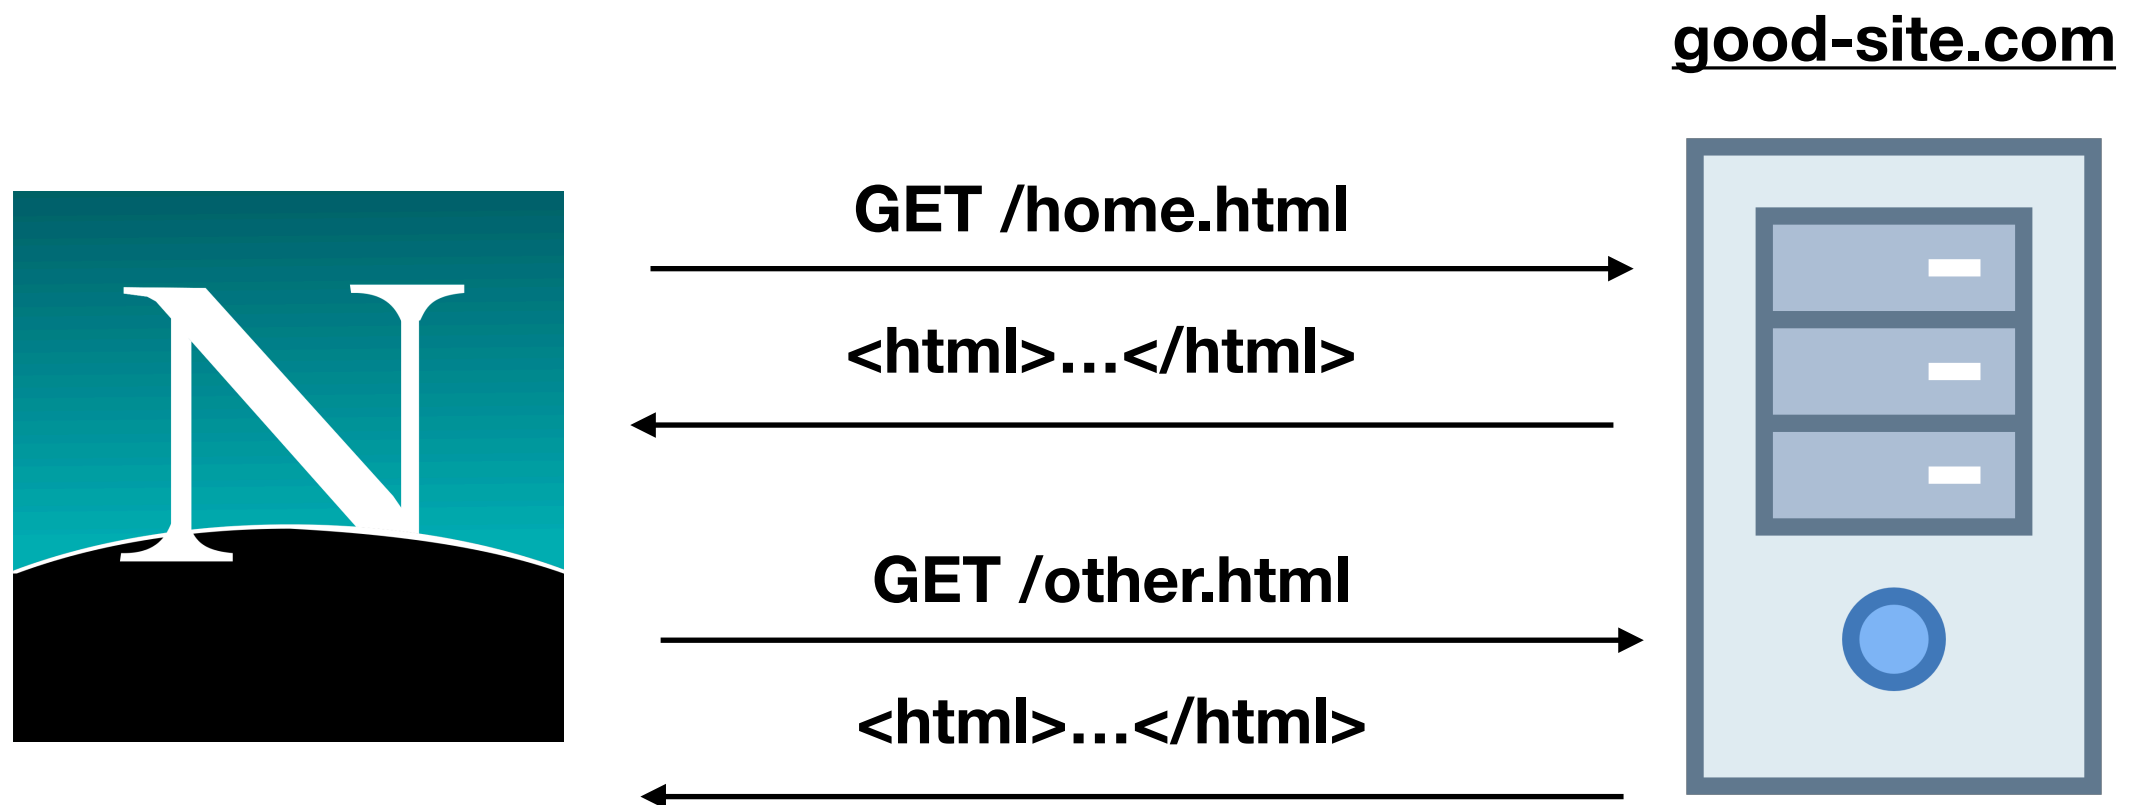 good-site.com
GET /home.html
<html>...</html>
N
GET /other.html
<html>...</html>